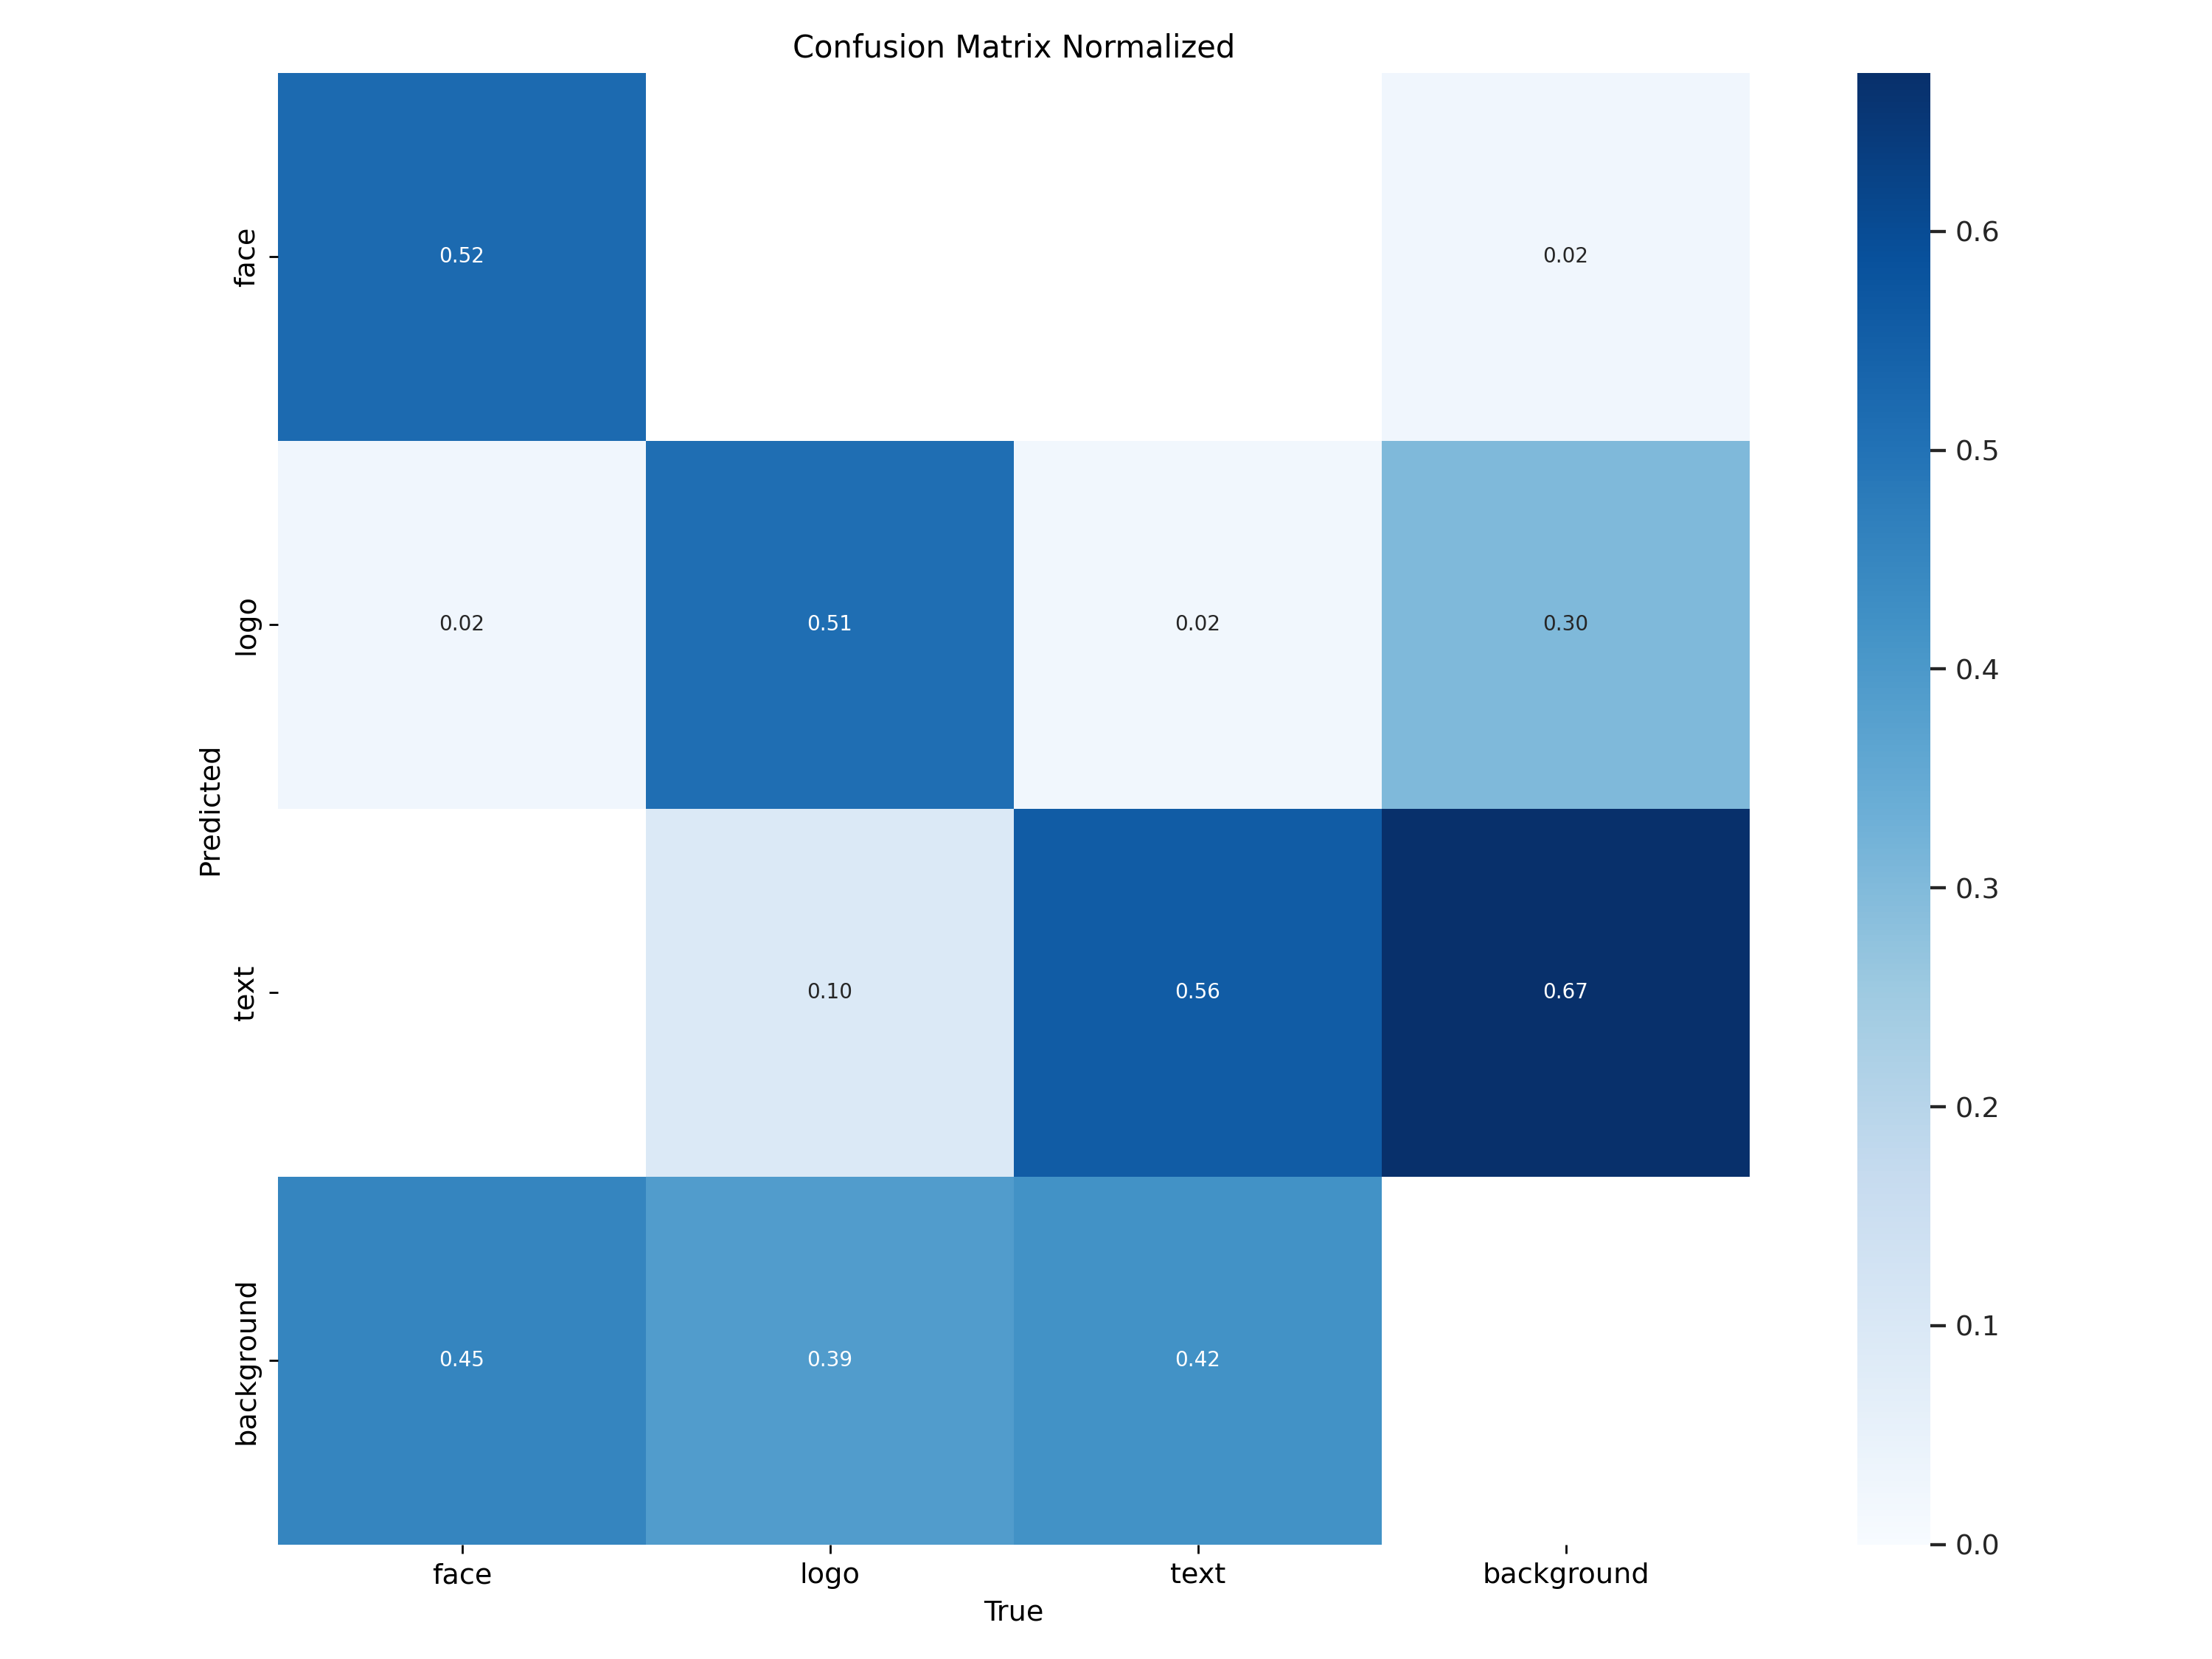 Confusion Matrix Normalized
face
0.52
0.02
0.6
0.5
logo
0.02
0.51
0.02
0.30
0.4
Predicted
0.3
text
0.10
0.56
0.67
0.2
0.1
background
0.45
0.39
0.42
0.0
face
logo
text
background
True